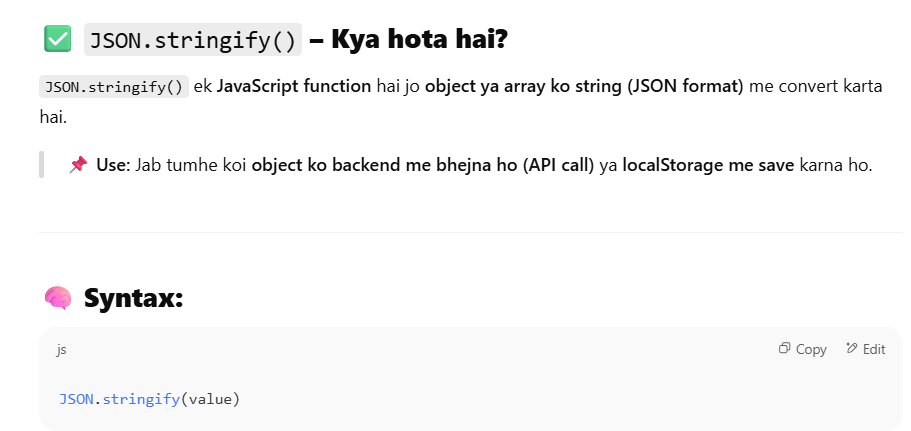 ✅ JSON.stringify() – Kya hota hai?
JSON.stringify() ek JavaScript function hai jo object ya array ko string (JSON format) me convert karta
hai.
📌 Use: Jab tumhe koi object ko backend me bhejna ho (API call) ya localStorage me save karna ho.
🧠 Syntax:
js Copy Edit
JSON.stringify(value)